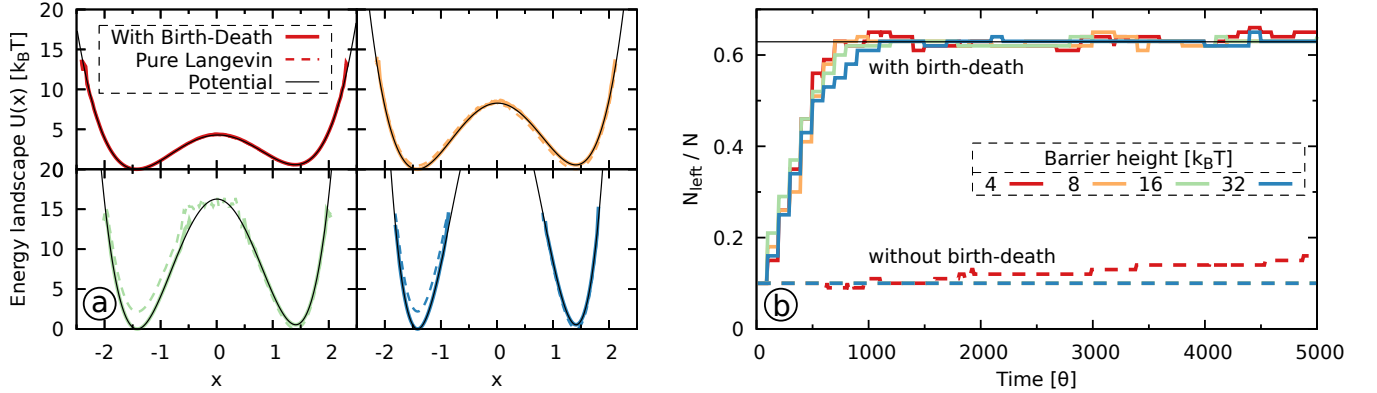 Energy landscape U(x) [kBT]
20
15
10
5
20
With Birth-Death
Pure Langevin
Potential
20
15
10
5
0
a
-2 -1 0 1 2
x
-2 -1 0 1 2
x
N_left / N
0.6
0.4
0.2
0
with birth-death
Barrier height [kBT]
4 8 16 32
without birth-death
b
0 1000 2000 3000 4000 5000
Time [θ]